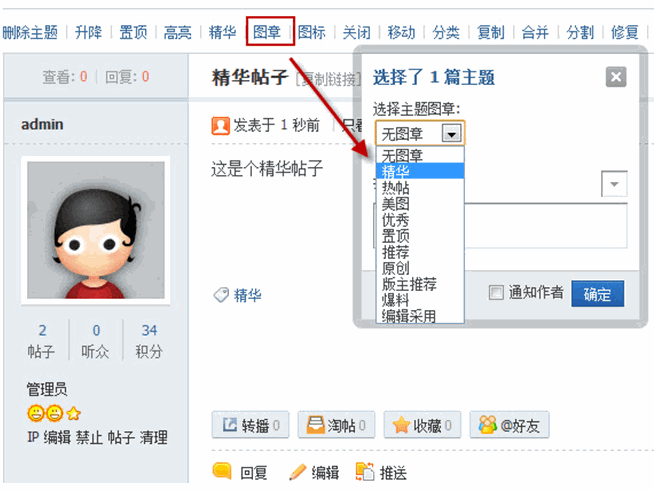 删除主题 升降 置顶 高亮 精华 图章 图标 关闭 移动 分类 复制 合并 分割 修复
查看: 0 回复: 0
精华帖子 [复制链接]
选择了 1 篇主题
选择主题图章:
admin
发表于 1 秒前 只看
无图章
无图章
精华
热帖
美图
优秀
置顶
推荐
原创
版主推荐
爆料
编辑采用
这是个精华帖子
精华
通知作者 确定
2 0 34
帖子 听众 积分
管理员
IP 编辑 禁止 帖子 清理
转播 0 淘帖 0 收藏 0 @好友
回复 编辑 推送